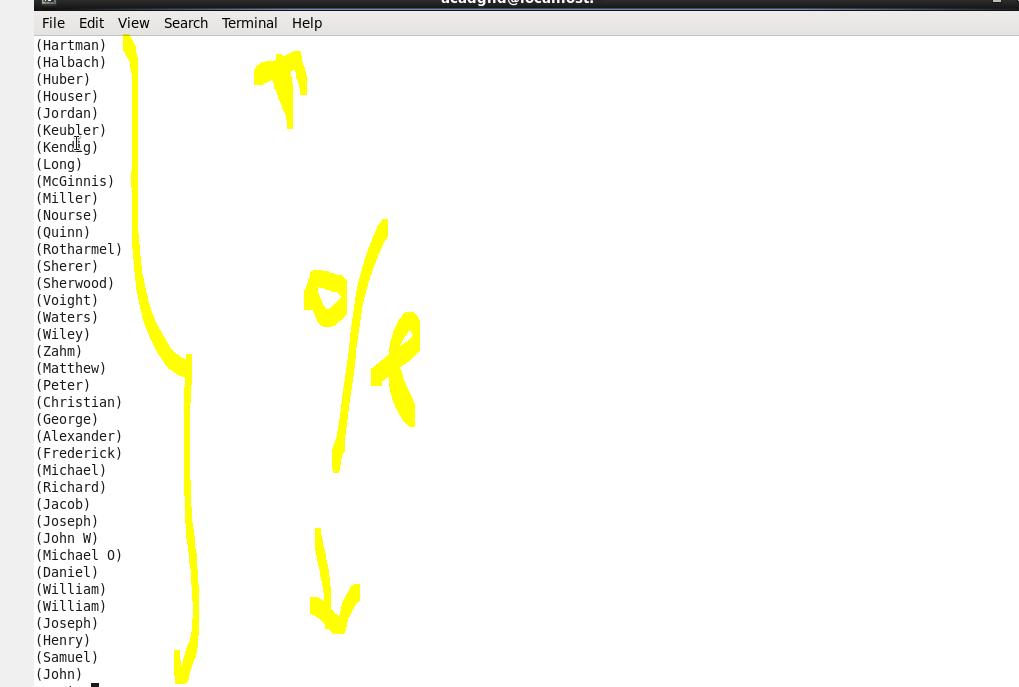 File Edit View Search Terminal Help
(Hartman)
(Halbach)
(Huber)
(Houser)
(Jordan)
(Keubler)
(Kendig)
(Long)
(McGinnis)
(Miller)
(Nourse)
(Quinn)
(Rotharmel)
(Sherer)
(Sherwood)
(Voight)
(Waters)
(Wiley)
(Zahm)
(Matthew)
(Peter)
(Christian)
(George)
(Alexander)
(Frederick)
(Michael)
(Richard)
(Jacob)
(Joseph)
(John W)
(Michael O)
(Daniel)
(William)
(William)
(Joseph)
(Henry)
(Samuel)
(John)